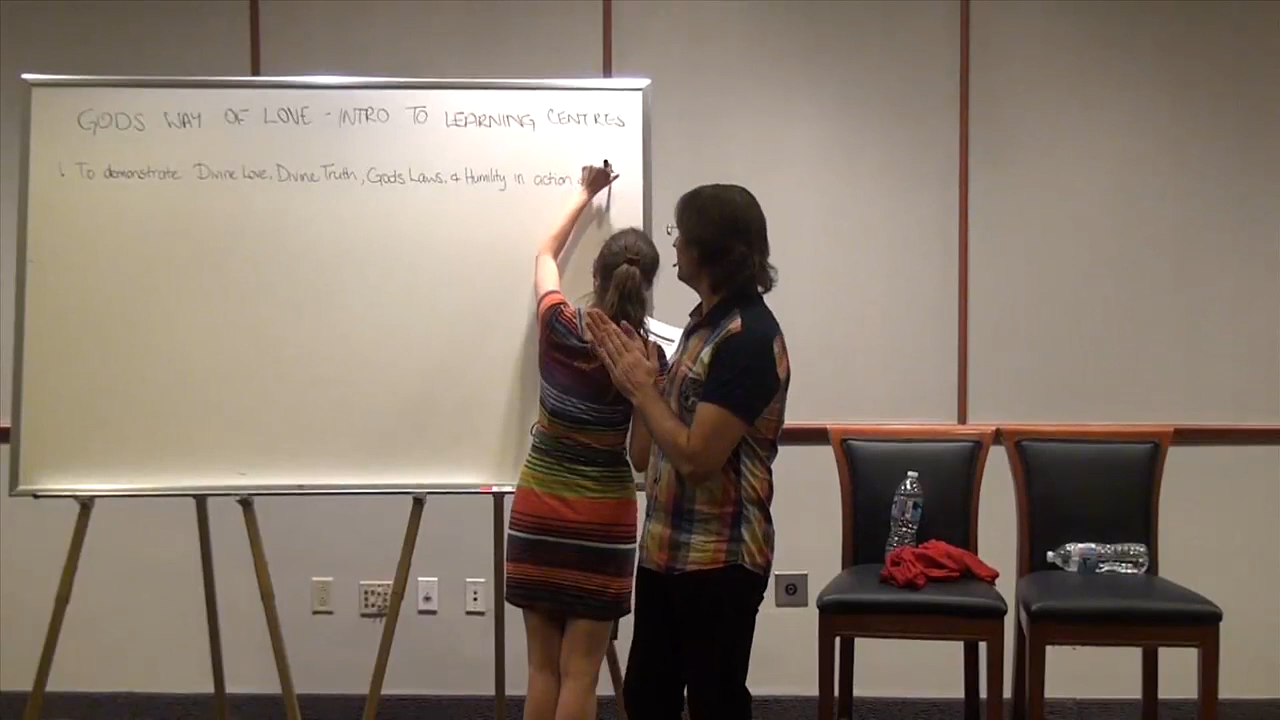 GODS WAY OF LOVE - INTRO TO LEARNING CENTRES
1. To demonstrate Divine Love, Divine Truth, Gods Laws, & Humility in action